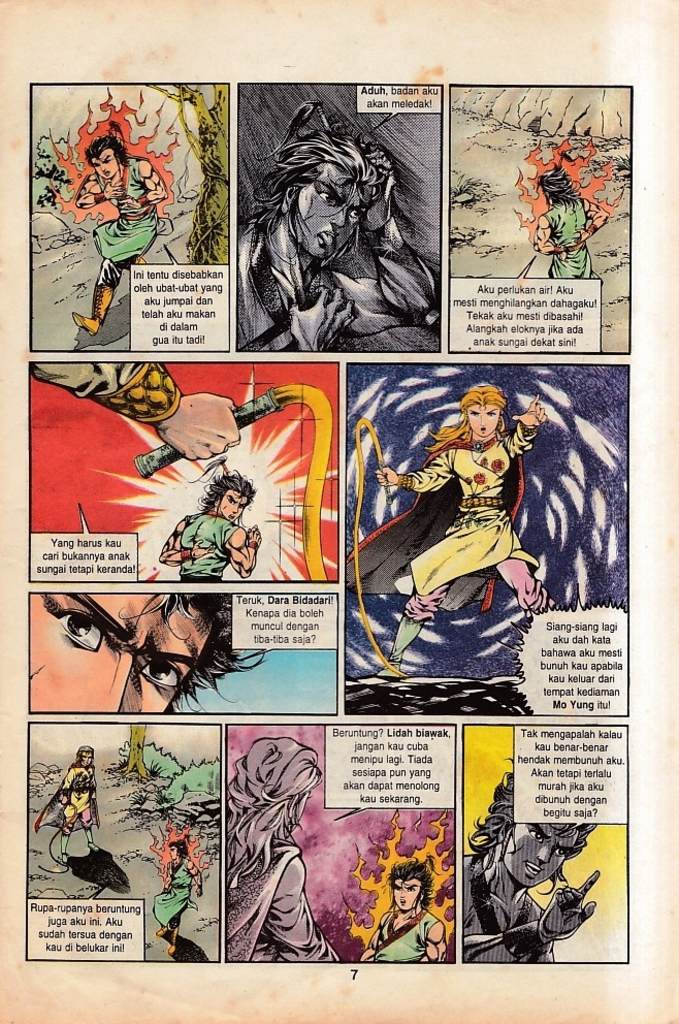 Ini tentu disebabkan
oleh ubat-ubat yang
aku jumpai dan
telah aku makan
di dalam
gua itu tadi!
Aduh, badan aku
akan meledak!
Aku perlukan air! Aku
mesti menghilangkan dahagaku!
Tekak aku mesti dibasahi!
Alangkah eloknya jika ada
anak sungai dekat sini!
Yang harus kau
cari bukannya anak
sungai tetapi keranda!
Siang-siang lagi
aku dah kata
bahawa aku mesti
bunuh kau apabila
kau keluar dari
tempat kediaman
Mo Yung itu!
Teruk, Dara Bidadari!
Kenapa dia boleh
muncul dengan
tiba-tiba saja?
Rupa-rupanya beruntung
juga aku ini. Aku
sudah tersua dengan
kau di belukar ini!
Beruntung? Lidah biawak,
jangan kau cuba
menipu lagi. Tiada
sesiapa pun yang
akan dapat menolong
kau sekarang.
Tak mengapalah kalau
kau benar-benar
hendak membunuh aku.
Akan tetapi terlalu
murah jika aku
dibunuh dengan
begitu saja?
7